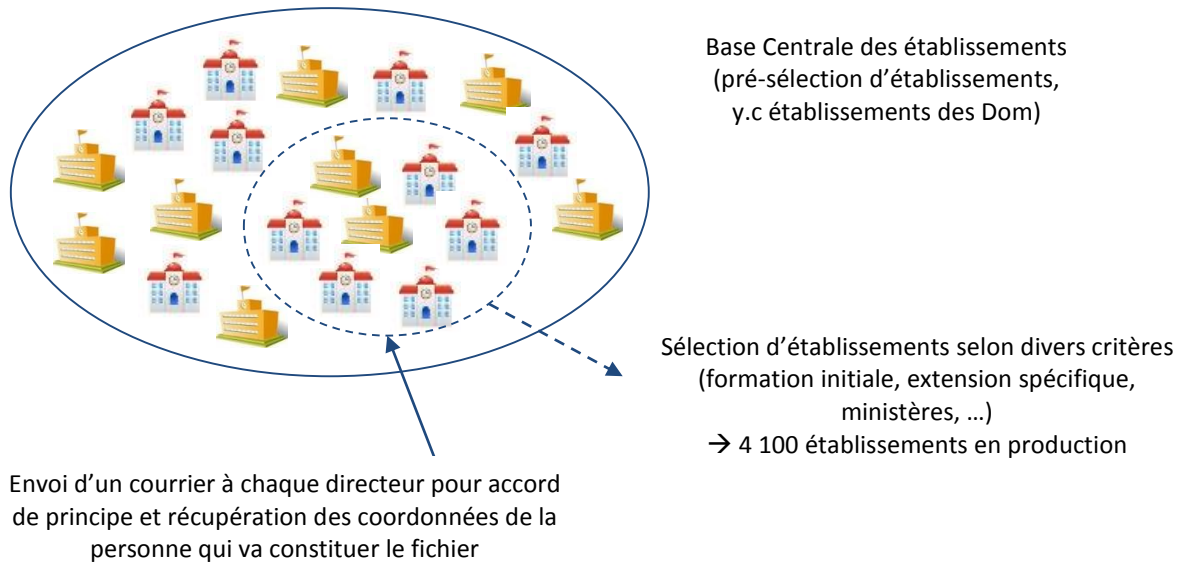 Base Centrale des établissements
(pré-sélection d’établissements,
y.c établissements des Dom)
Sélection d’établissements selon divers critères
(formation initiale, extension spécifique,
ministères, …)
→ 4 100 établissements en production
Envoi d’un courrier à chaque directeur pour accord
de principe et récupération des coordonnées de la
personne qui va constituer le fichier